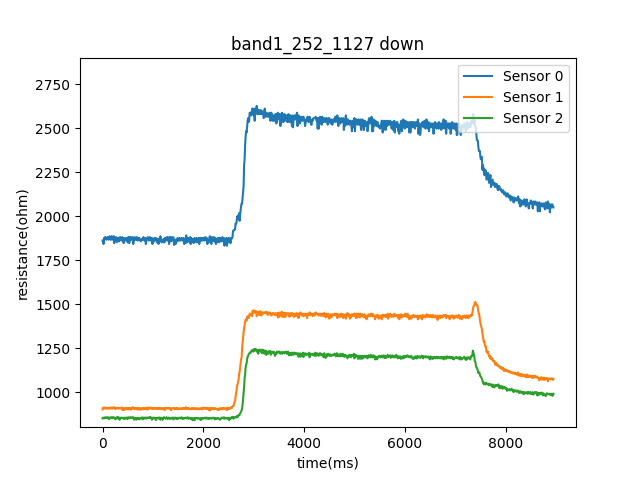 band1_252_1127 down
Sensor 0
Sensor 1
Sensor 2
resistance(ohm)
2750
2500
2250
2000
1750
1500
1250
1000
0 2000 4000 6000 8000
time(ms)